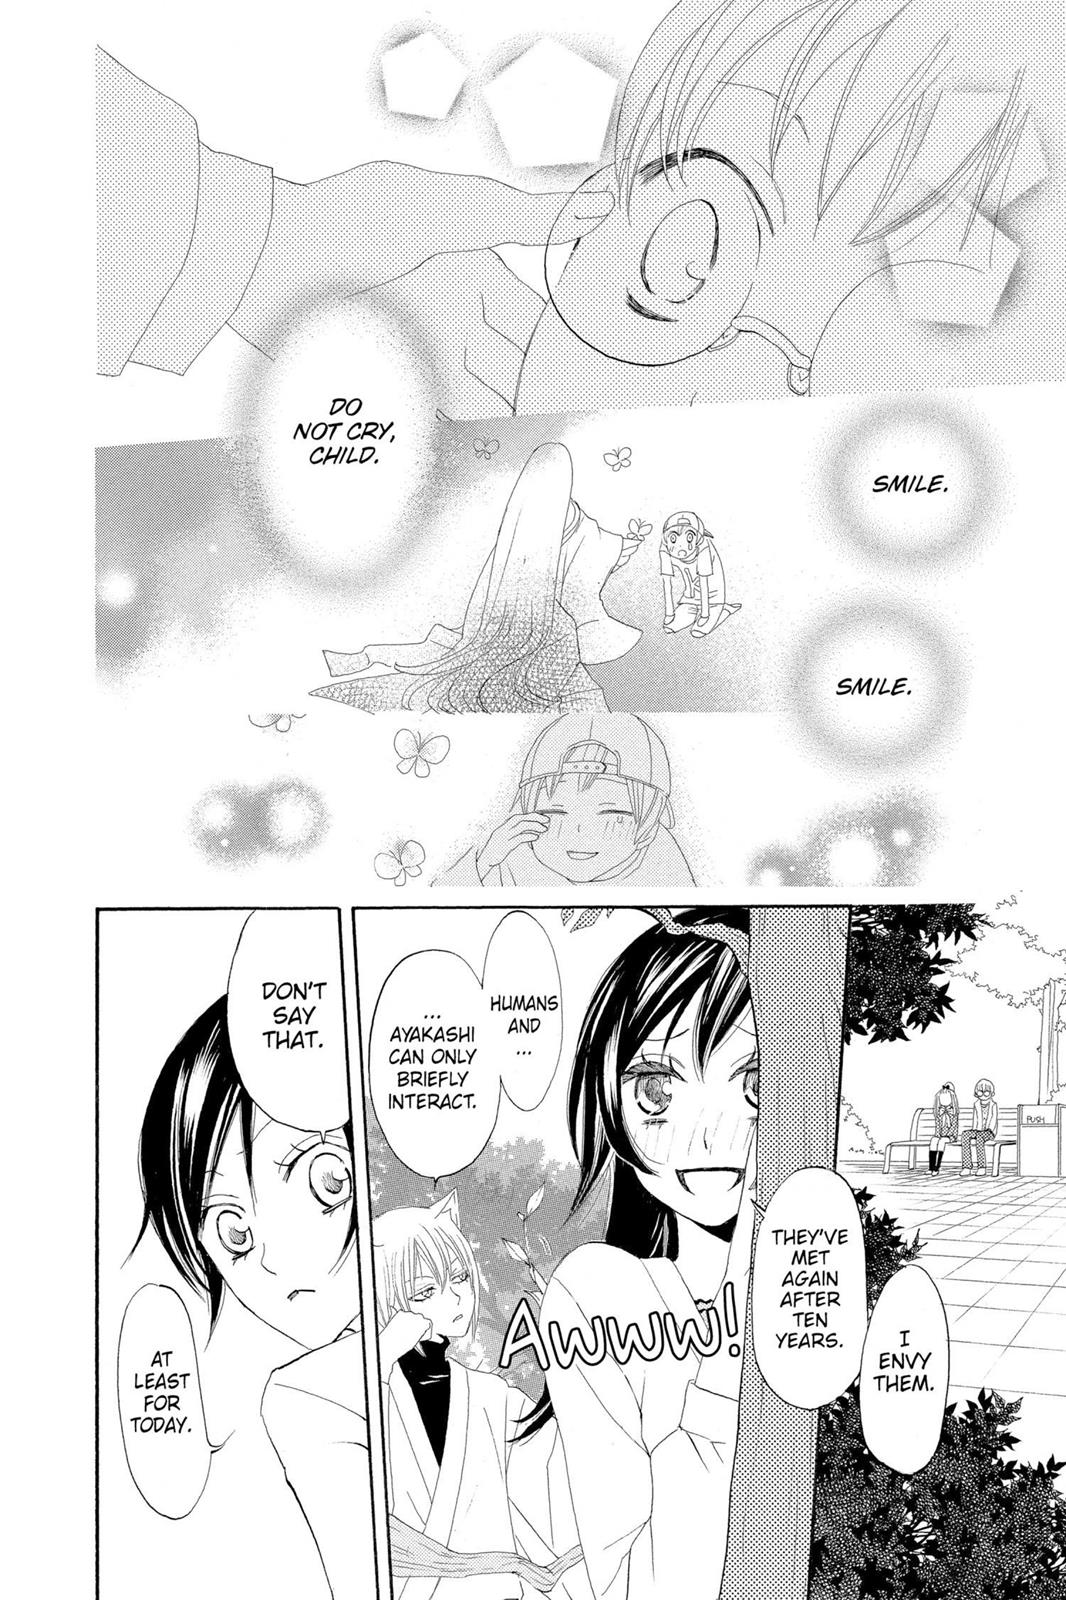 SMILE.
DO
NOT CRY,
CHILD.
SMILE.
I
ENVY
THEM.
THEY'VE
MET
AGAIN
AFTER
TEN
YEARS.
PUSH
AWWW!
HUMANS
AND
...
...
AYAKASHI
CAN ONLY
BRIEFLY
INTERACT.
DON'T
SAY
THAT.
AT
LEAST
FOR
TODAY.